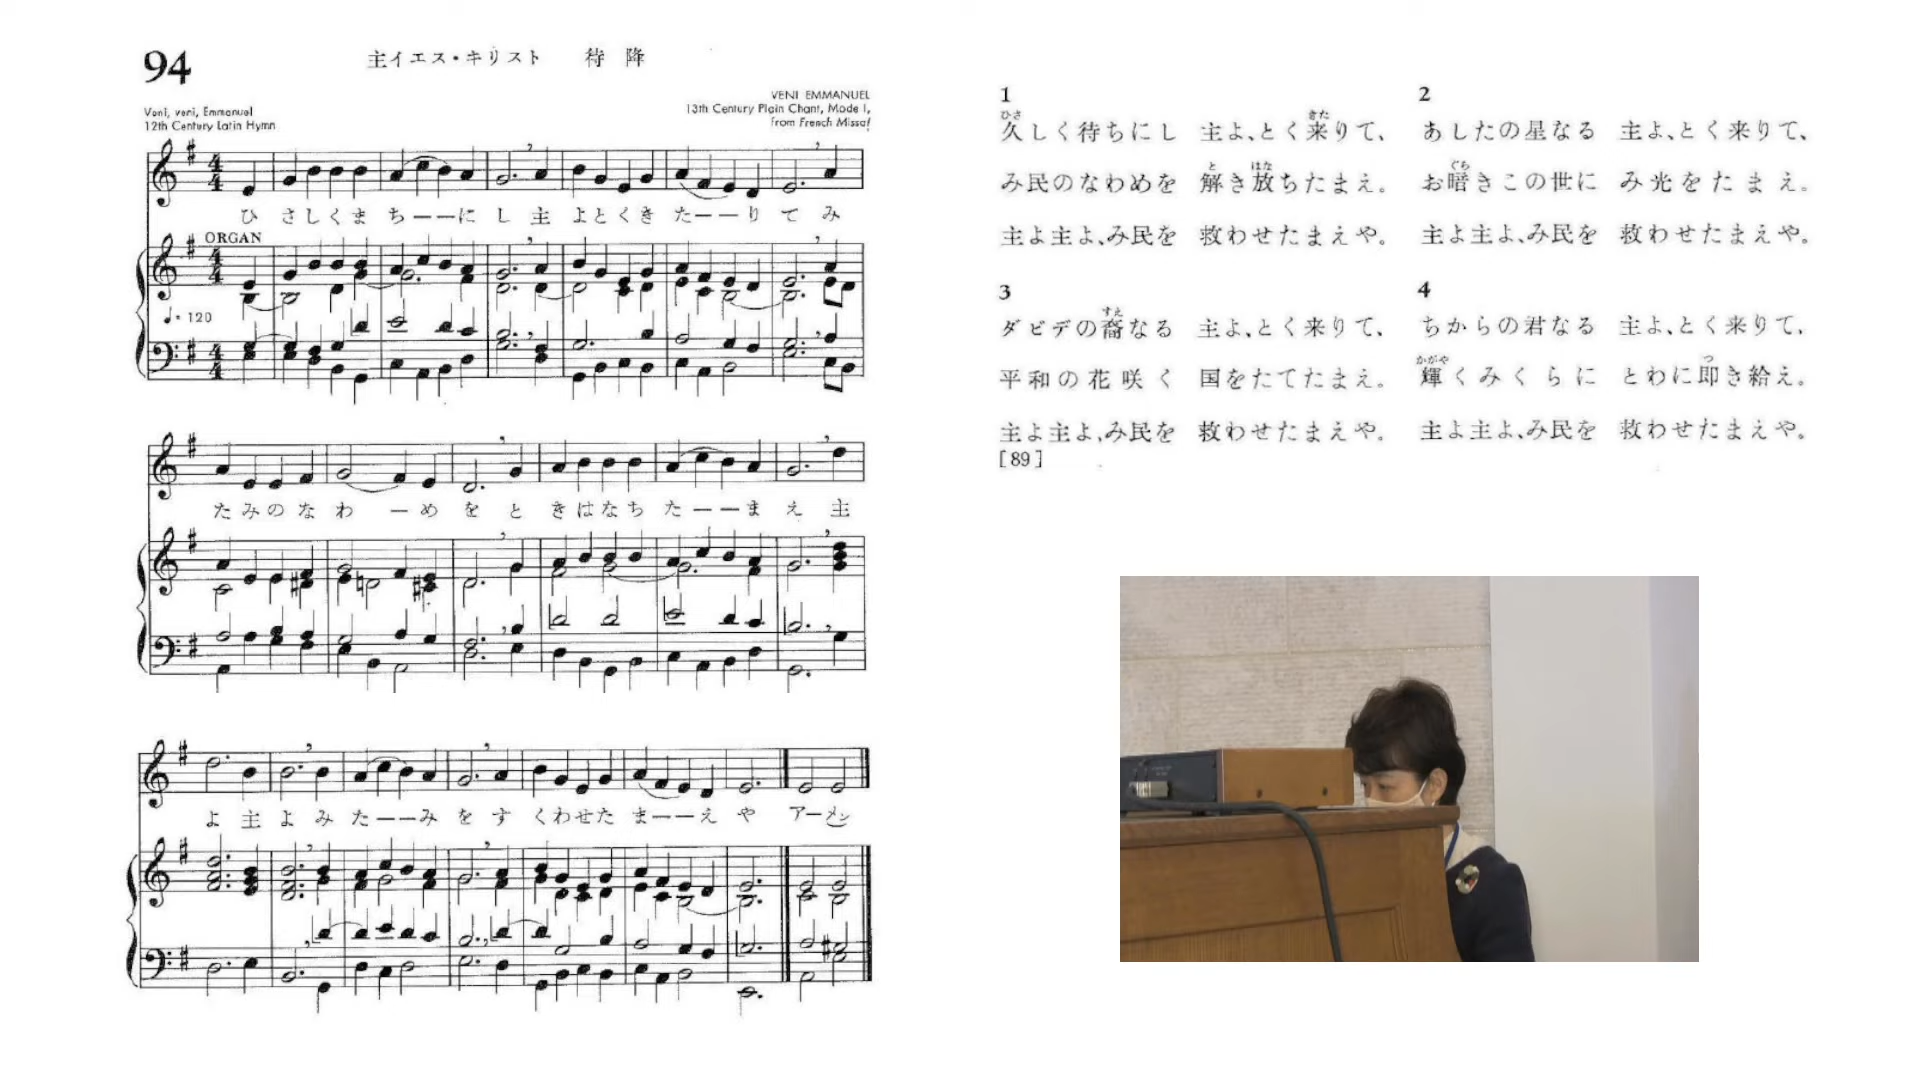 94
主イエス・キリスト 待降
Veni, veni, Emmanuel
12th Century Latin Hymn
VENI EMMANUEL
13th Century Plain Chant, Mode I,
from French Missal
ひ さしくま ち――に し 主 よとくき た――り て み
ORGAN
♩= 120
た みの な わ ― め を と きはなち た――ま え 主
よ 主 よ み た――み を す くわせた ま――え や アーメン
1
久しく待ちにし 主よ、とく来りて、
み民のなわめを 解き放ちたまえ。
主よ主よ、み民を 救わせたまえや。
2
あしたの星なる 主よ、とく来りて、
お暗きこの世に み光をたまえ。
主よ主よ、み民を 救わせたまえや。
3
ダビデの裔なる 主よ、とく来りて、
平和の花咲く 国をたてたまえ。
主よ主よ、み民を 救わせたまえや。
[89]
4
ちからの君なる 主よ、とく来りて、
輝くみくらに とわに即き給え。
主よ主よ、み民を 救わせたまえや。